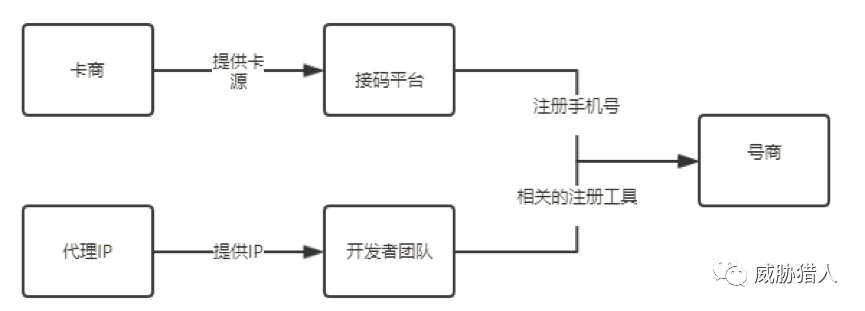 卡商
提供卡
源
接码平台
注册手机号
号商
相关的注册工具
代理IP
提供IP
开发者团队
威胁猎人